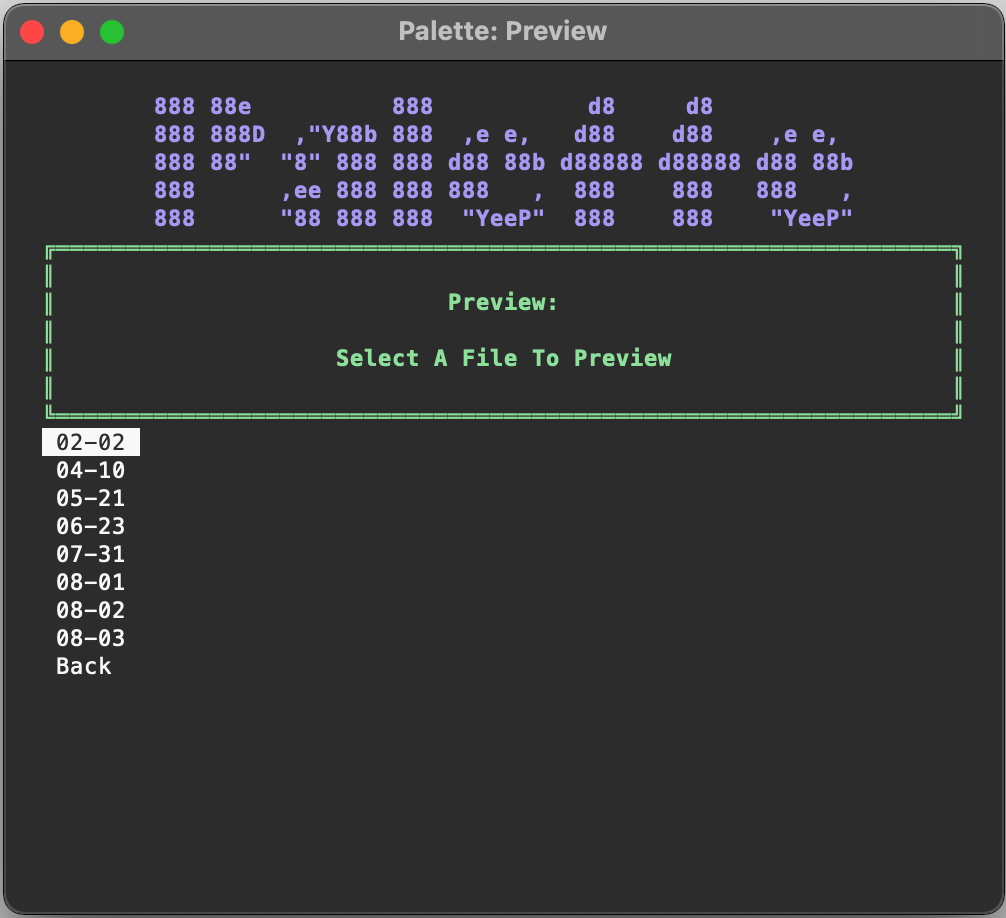 Palette: Preview
888 88e          888           d8     d8
888 888D  ,"Y88b 888  ,e e,   d88    d88    ,e e,
888 88"  "8" 888 888 d88 88b d88888 d88888 d88 88b
888      ,ee 888 888 888   ,  888    888   888   ,
888      "88 888 888  "YeeP"  888    888    "YeeP"
Preview:
Select A File To Preview
02-02
04-10
05-21
06-23
07-31
08-01
08-02
08-03
Back